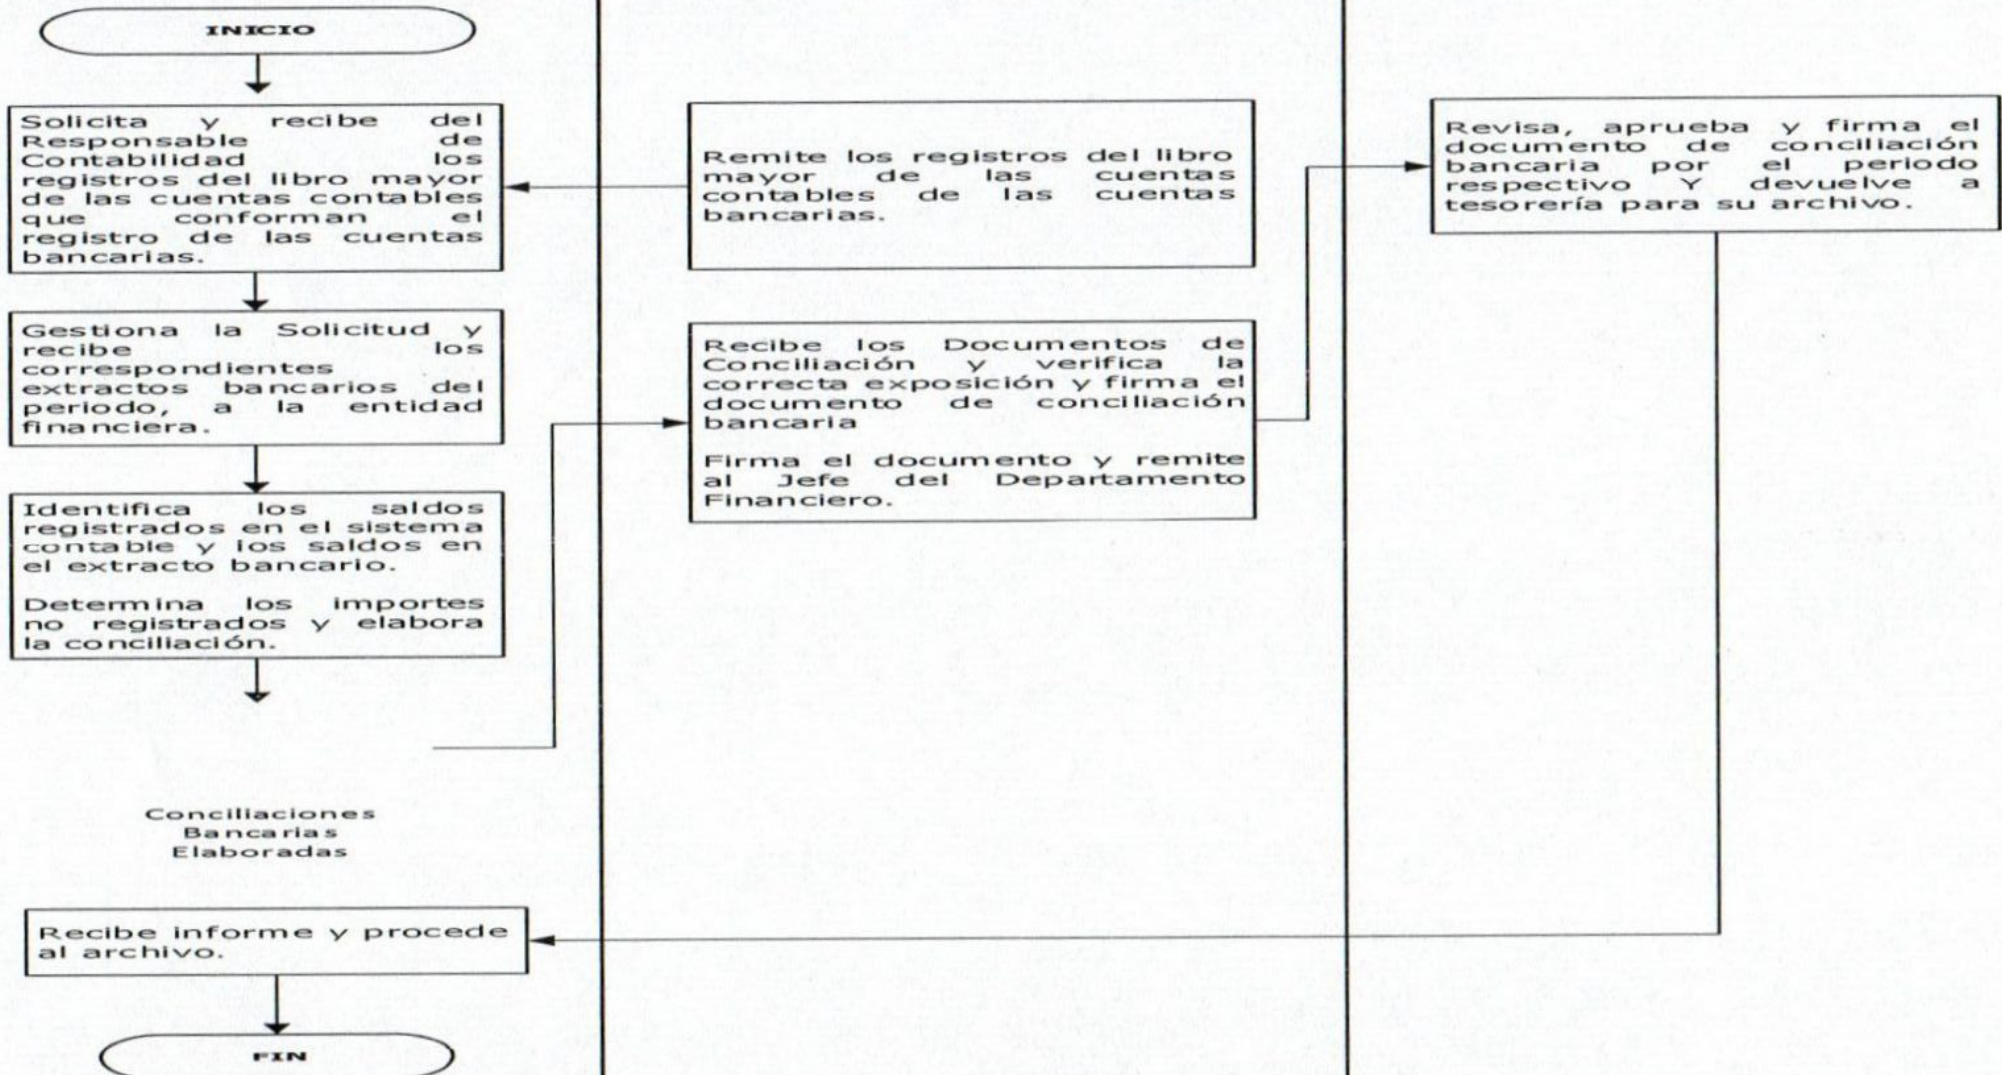 INICIO
Solicita y recibe del
Responsable de
Contabilidad los
registros del libro mayor
de las cuentas contables
que conforman el
registro de las cuentas
bancarias.
Gestiona la Solicitud y
recibe los
correspondientes
extractos bancarios del
periodo, a la entidad
financiera.
Identifica los saldos
registrados en el sistema
contable y los saldos en
el extracto bancario.
Determina los importes
no registrados y elabora
la conciliación.
Conciliaciones
Bancarias
Elaboradas
Recibe informe y procede
al archivo.
FIN
Remite los registros del libro
mayor de las cuentas
contables de las cuentas
bancarias.
Recibe los Documentos de
Conciliación y verifica la
correcta exposición y firma el
documento de conciliación
bancaria
Firma el documento y remite
al Jefe del Departamento
Financiero.
Revisa, aprueba y firma el
documento de conciliación
bancaria por el periodo
respectivo Y devuelve a
tesorería para su archivo.